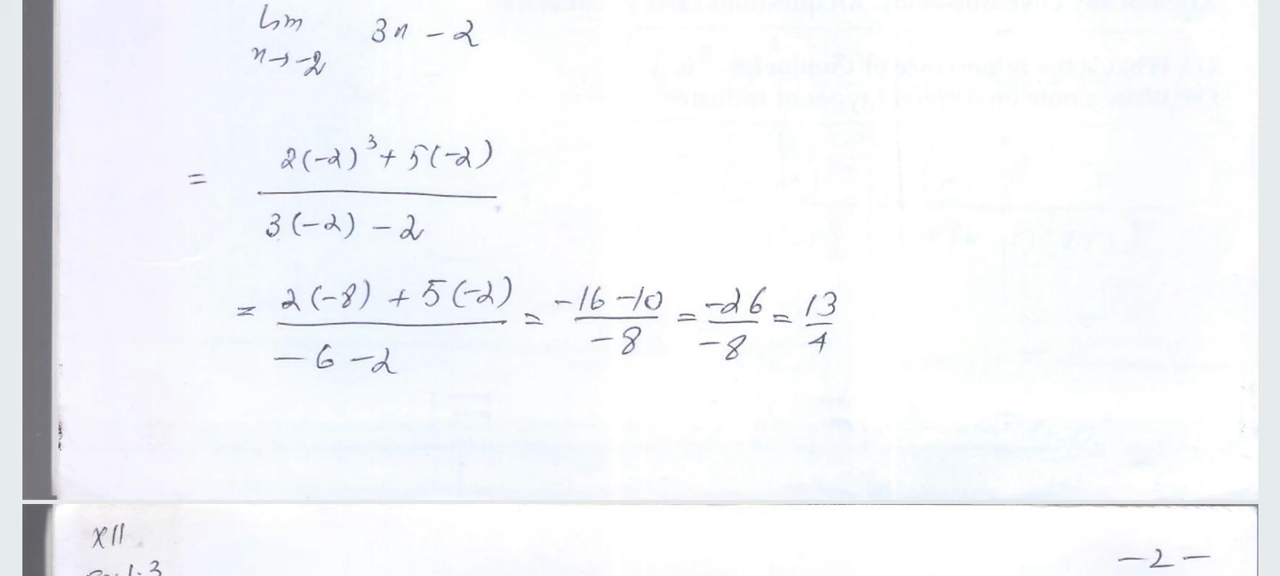 lim 3x - 2
x→-2
= 2(-2)³ + 5(-2)
3(-2) - 2
= 2(-8) + 5(-2) / -6 -2 = -16 -10 / -8 = -26 / -8 = 13 / 4
XII
- 2 -